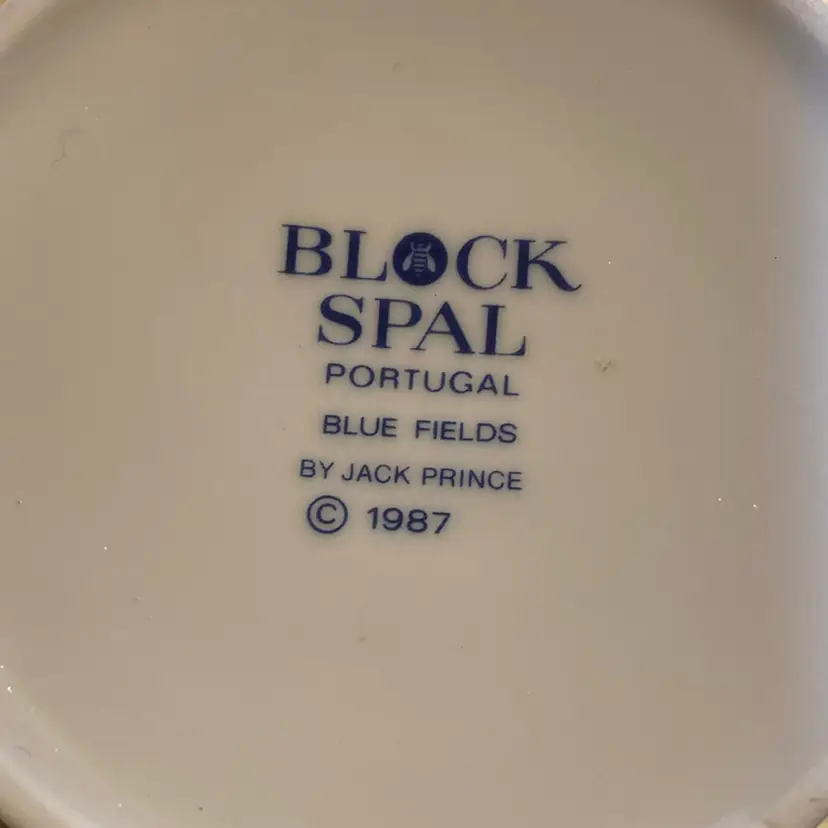 BLOCK
SPAL
PORTUGAL
BLUE FIELDS
BY JACK PRINCE
© 1987